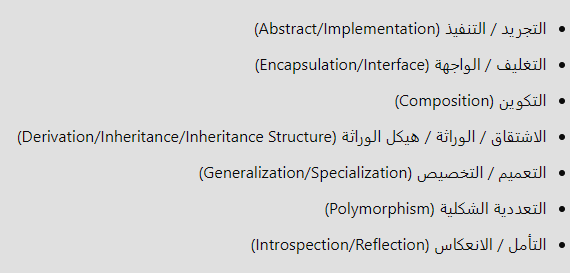 التجريد / التنفيذ (Abstract/Implementation)
التغليف / الواجهة (Encapsulation/Interface)
التكوين (Composition)
الاشتقاق / الوراثة / هيكل الوراثة (Derivation/Inheritance/Inheritance Structure)
التعميم / التخصيص (Generalization/Specialization)
التعددية الشكلية (Polymorphism)
التأمل / الانعكاس (Introspection/Reflection)